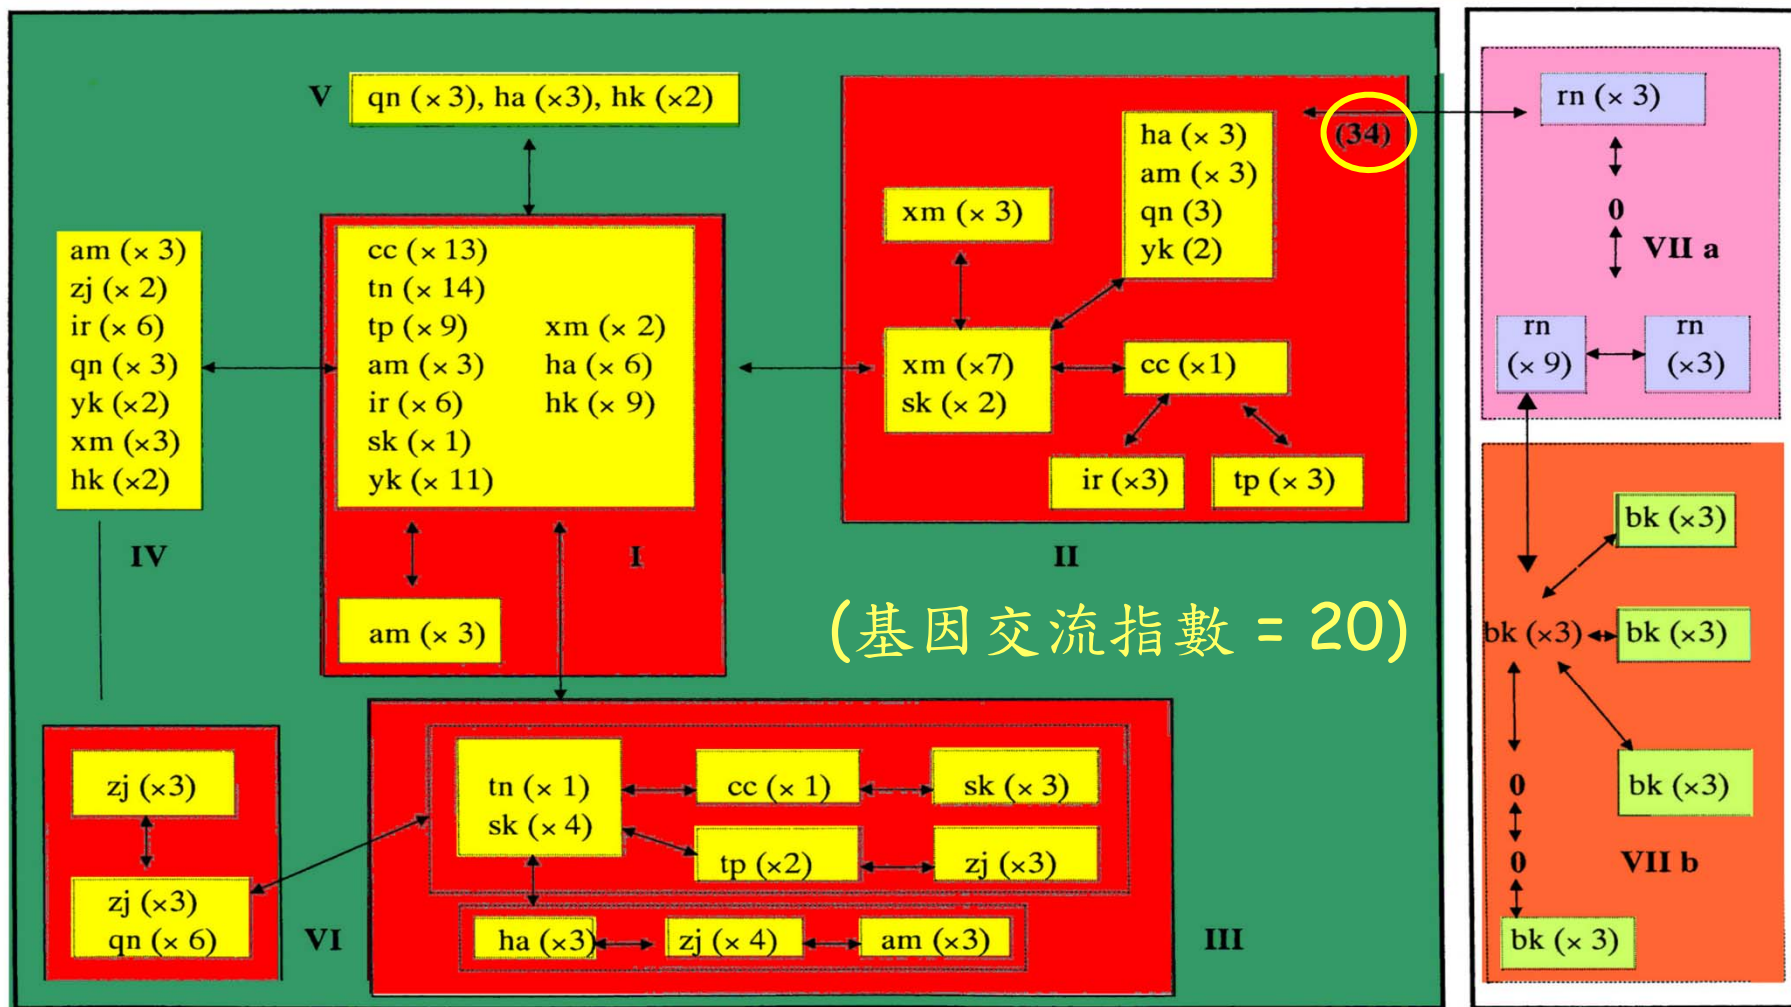 V
qn (× 3), ha (×3), hk (×2)
am (× 3)
zj (× 2)
ir (× 6)
qn (× 3)
yk (×2)
xm (×3)
hk (×2)
IV
cc (× 13)
tn (× 14)
tp (× 9)
am (× 3)
ir (× 6)
sk (× 1)
yk (× 11)
xm (× 2)
ha (× 6)
hk (× 9)
I
am (× 3)
xm (× 3)
ha (× 3)
am (× 3)
qn (3)
yk (2)
(34)
xm (×7)
sk (× 2)
cc (×1)
ir (×3)
tp (× 3)
II
(基因交流指數 = 20)
zj (×3)
zj (×3)
qn (× 6)
VI
tn (× 1)
sk (× 4)
cc (× 1)
sk (× 3)
tp (×2)
zj (×3)
ha (×3)
zj (× 4)
am (×3)
III
rn (× 3)
0
VII a
rn
(× 9)
rn
(×3)
bk (×3)
bk (×3)
bk (×3)
bk (×3)
0
0
VII b
bk (× 3)